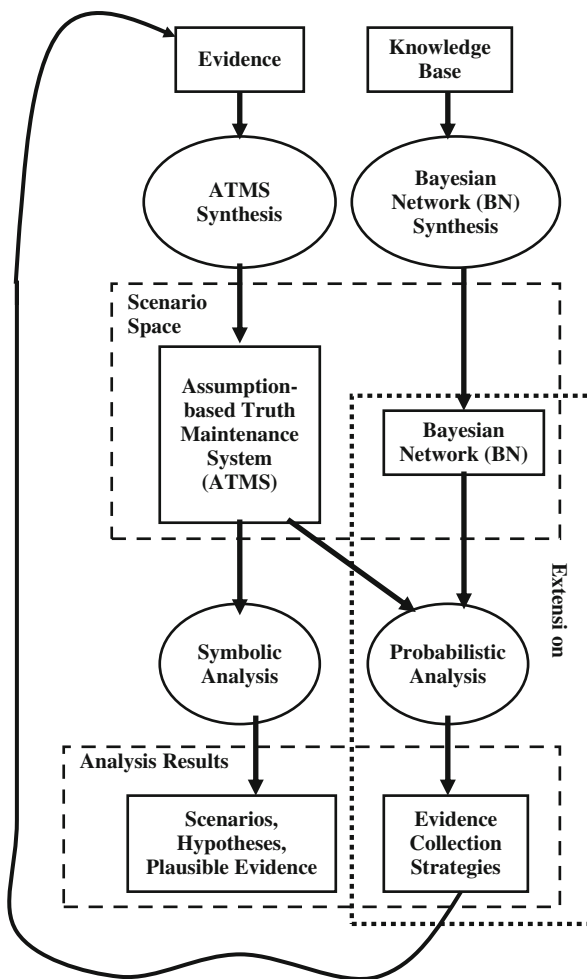 Evidence
Knowledge
Base
ATMS
Synthesis
Bayesian
Network (BN)
Synthesis
Scenario
Space
Assumption-
based Truth
Maintenance
System
(ATMS)
Bayesian
Network (BN)
Extensi on
Symbolic
Analysis
Probabilistic
Analysis
Analysis Results
Scenarios,
Hypotheses,
Plausible Evidence
Evidence
Collection
Strategies